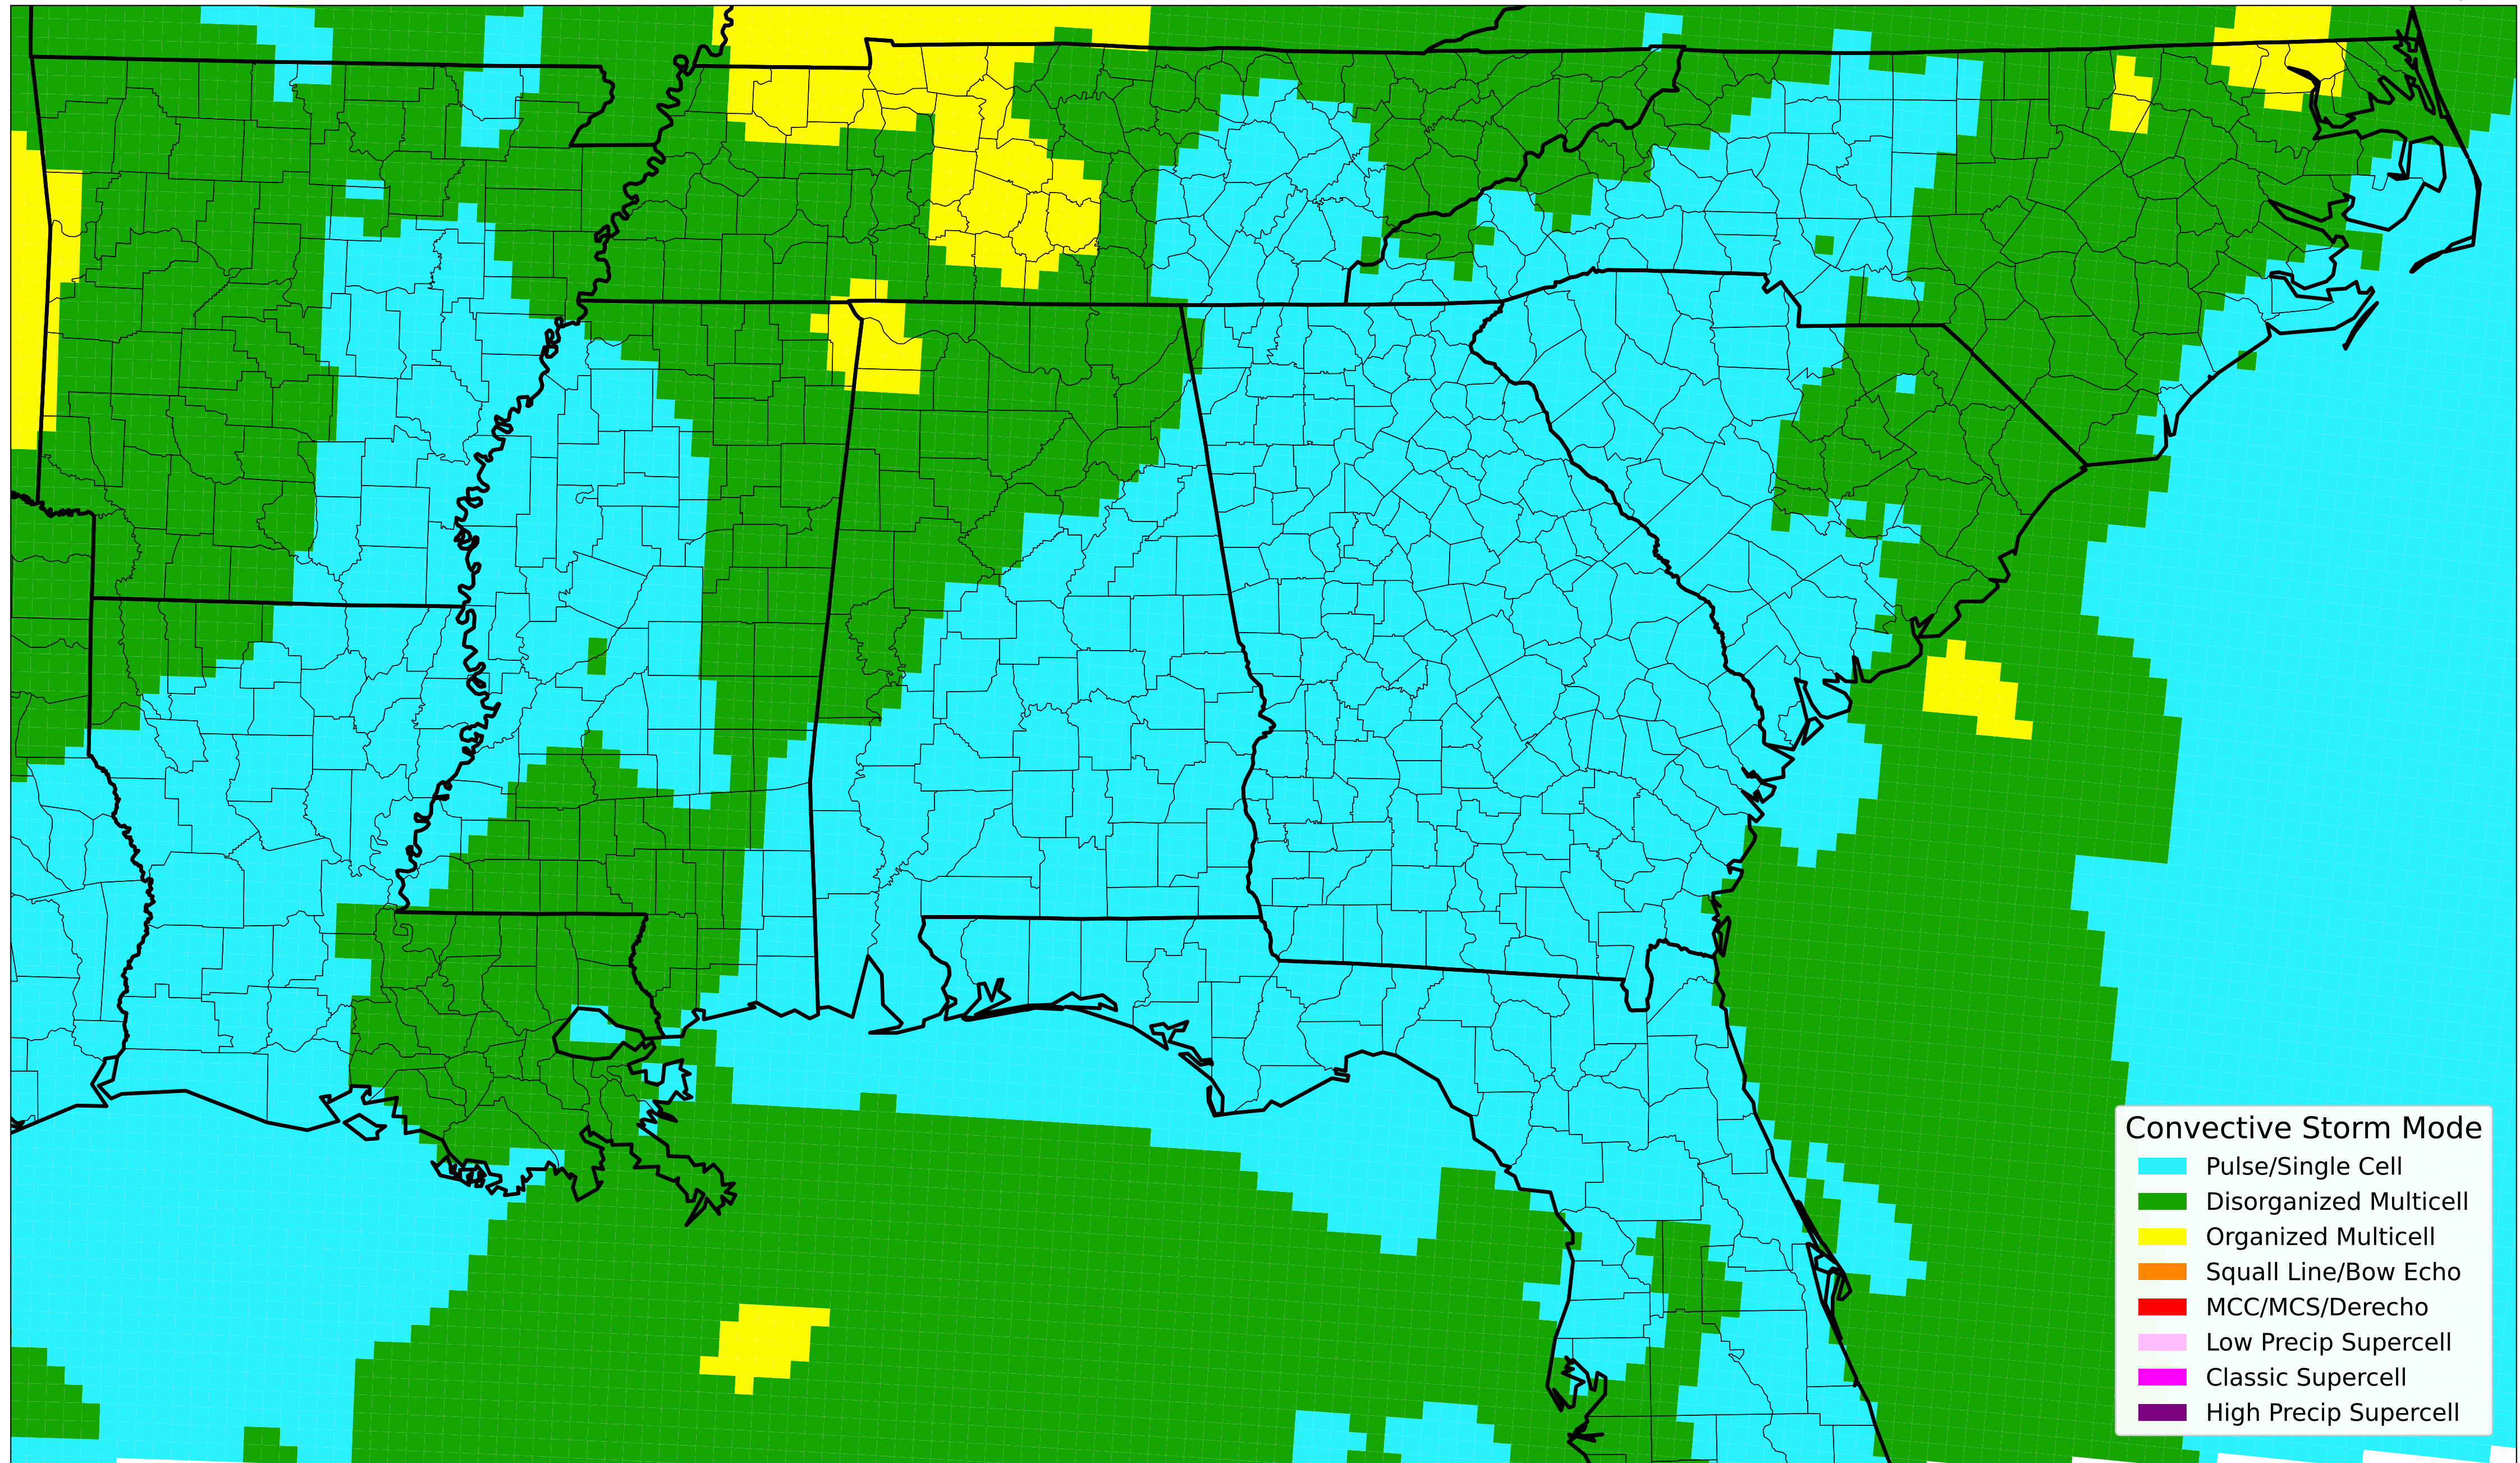 Convective Storm Mode
Pulse/Single Cell
Disorganized Multicell
Organized Multicell
Squall Line/Bow Echo
MCC/MCS/Derecho
Low Precip Supercell
Classic Supercell
High Precip Supercell